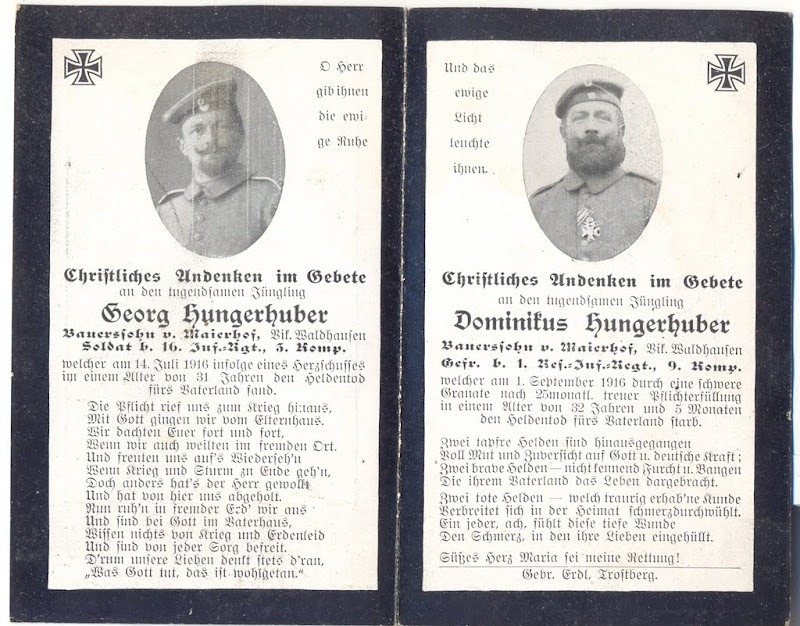 O Herr
gib ihnen
die ewi-
ge Ruhe
Christliches Andenken im Gebete
an den tugendsamen Jüngling
Georg Hungerhuber
Bauerssohn v. Maierhof, Vik. Waldhausen
Soldat b. 16. Inf.-Rgt., 5. Komp.
welcher am 14. Juli 1916 infolge eines Herzschusses
im einem Alter von 31 Jahren den Heldentod
fürs Vaterland fand.
Die Pflicht rief uns zum Krieg hinaus,
Mit Gott gingen wir vom Elternhaus.
Wir dachten Euer fort und fort,
Wenn wir auch weilten im fremden Ort.
Und freuten uns auf's Wiederseh'n
Wenn Krieg und Sturm zu Ende geh'n,
Doch anders hat's der Herr gewollt
Und hat von hier uns abgeholt.
Nun ruh'n in fremder Erd' wir aus
Und sind bei Gott im Vaterhaus,
Wissen nichts von Krieg und Erdenleid
Und sind von jeder Sorg befreit.
D'rum unsere Lieben denkt stets d'ran,
„Was Gott tut, das ist wohlgetan."
Und das
ewige
Licht
leuchte
ihnen.
Christliches Andenken im Gebete
an den tugendsamen Jüngling
Dominikus Hungerhuber
Bauerssohn v. Maierhof, Vik. Waldhausen
Gefr. b. 1. Res.-Inf.-Regt., 9. Komp.
welcher am 1. September 1916 durch eine schwere
Granate nach 25monatl. treuer Pflichterfüllung
in einem Alter von 32 Jahren und 5 Monaten
den Heldentod fürs Vaterland starb.
Zwei tapfre Helden sind hinausgegangen
Voll Mut und Zuversicht auf Gott u. deutsche Kraft;
Zwei brave Helden — nicht kennend Furcht u. Bangen
Die ihrem Vaterland das Leben dargebracht.
Zwei tote Helden — welch traurig erhab'ne Kunde
Verbreitet sich in der Heimat schmerzdurchwühlt.
Ein jeder, ach, fühlt diese tiefe Wunde
Den Schmerz, in den ihre Lieben eingehüllt.
Süßes Herz Maria sei meine Rettung!
Gebr. Erdl, Trostberg.